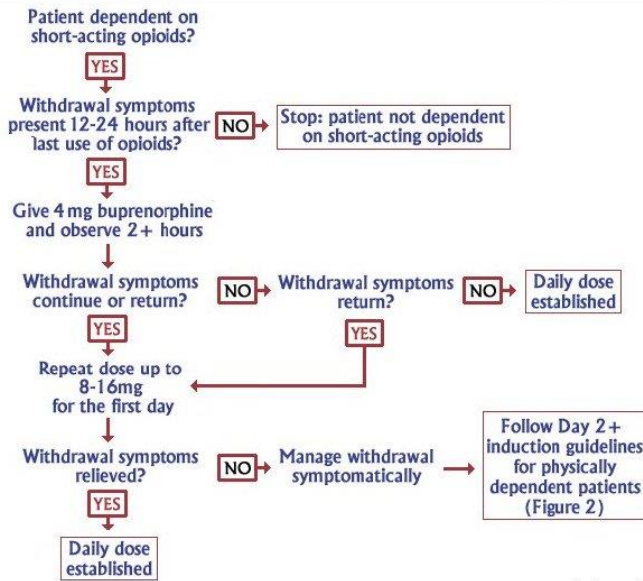 Patient dependent on
short-acting opioids?
YES
Withdrawal symptoms
present 12-24 hours after
last use of opioids?
NO
Stop: patient not dependent
on short-acting opioids
YES
Give 4mg buprenorphine
and observe 2+ hours
Withdrawal symptoms
continue or return?
NO
Withdrawal symptoms
return?
NO
Daily dose
established
YES
YES
Repeat dose up to
8-16mg
for the first day
Withdrawal symptoms
relieved?
NO
Manage withdrawal
symptomatically
Follow Day 2+
induction guidelines
for physically
dependent patients
(Figure 2)
YES
Daily dose
established